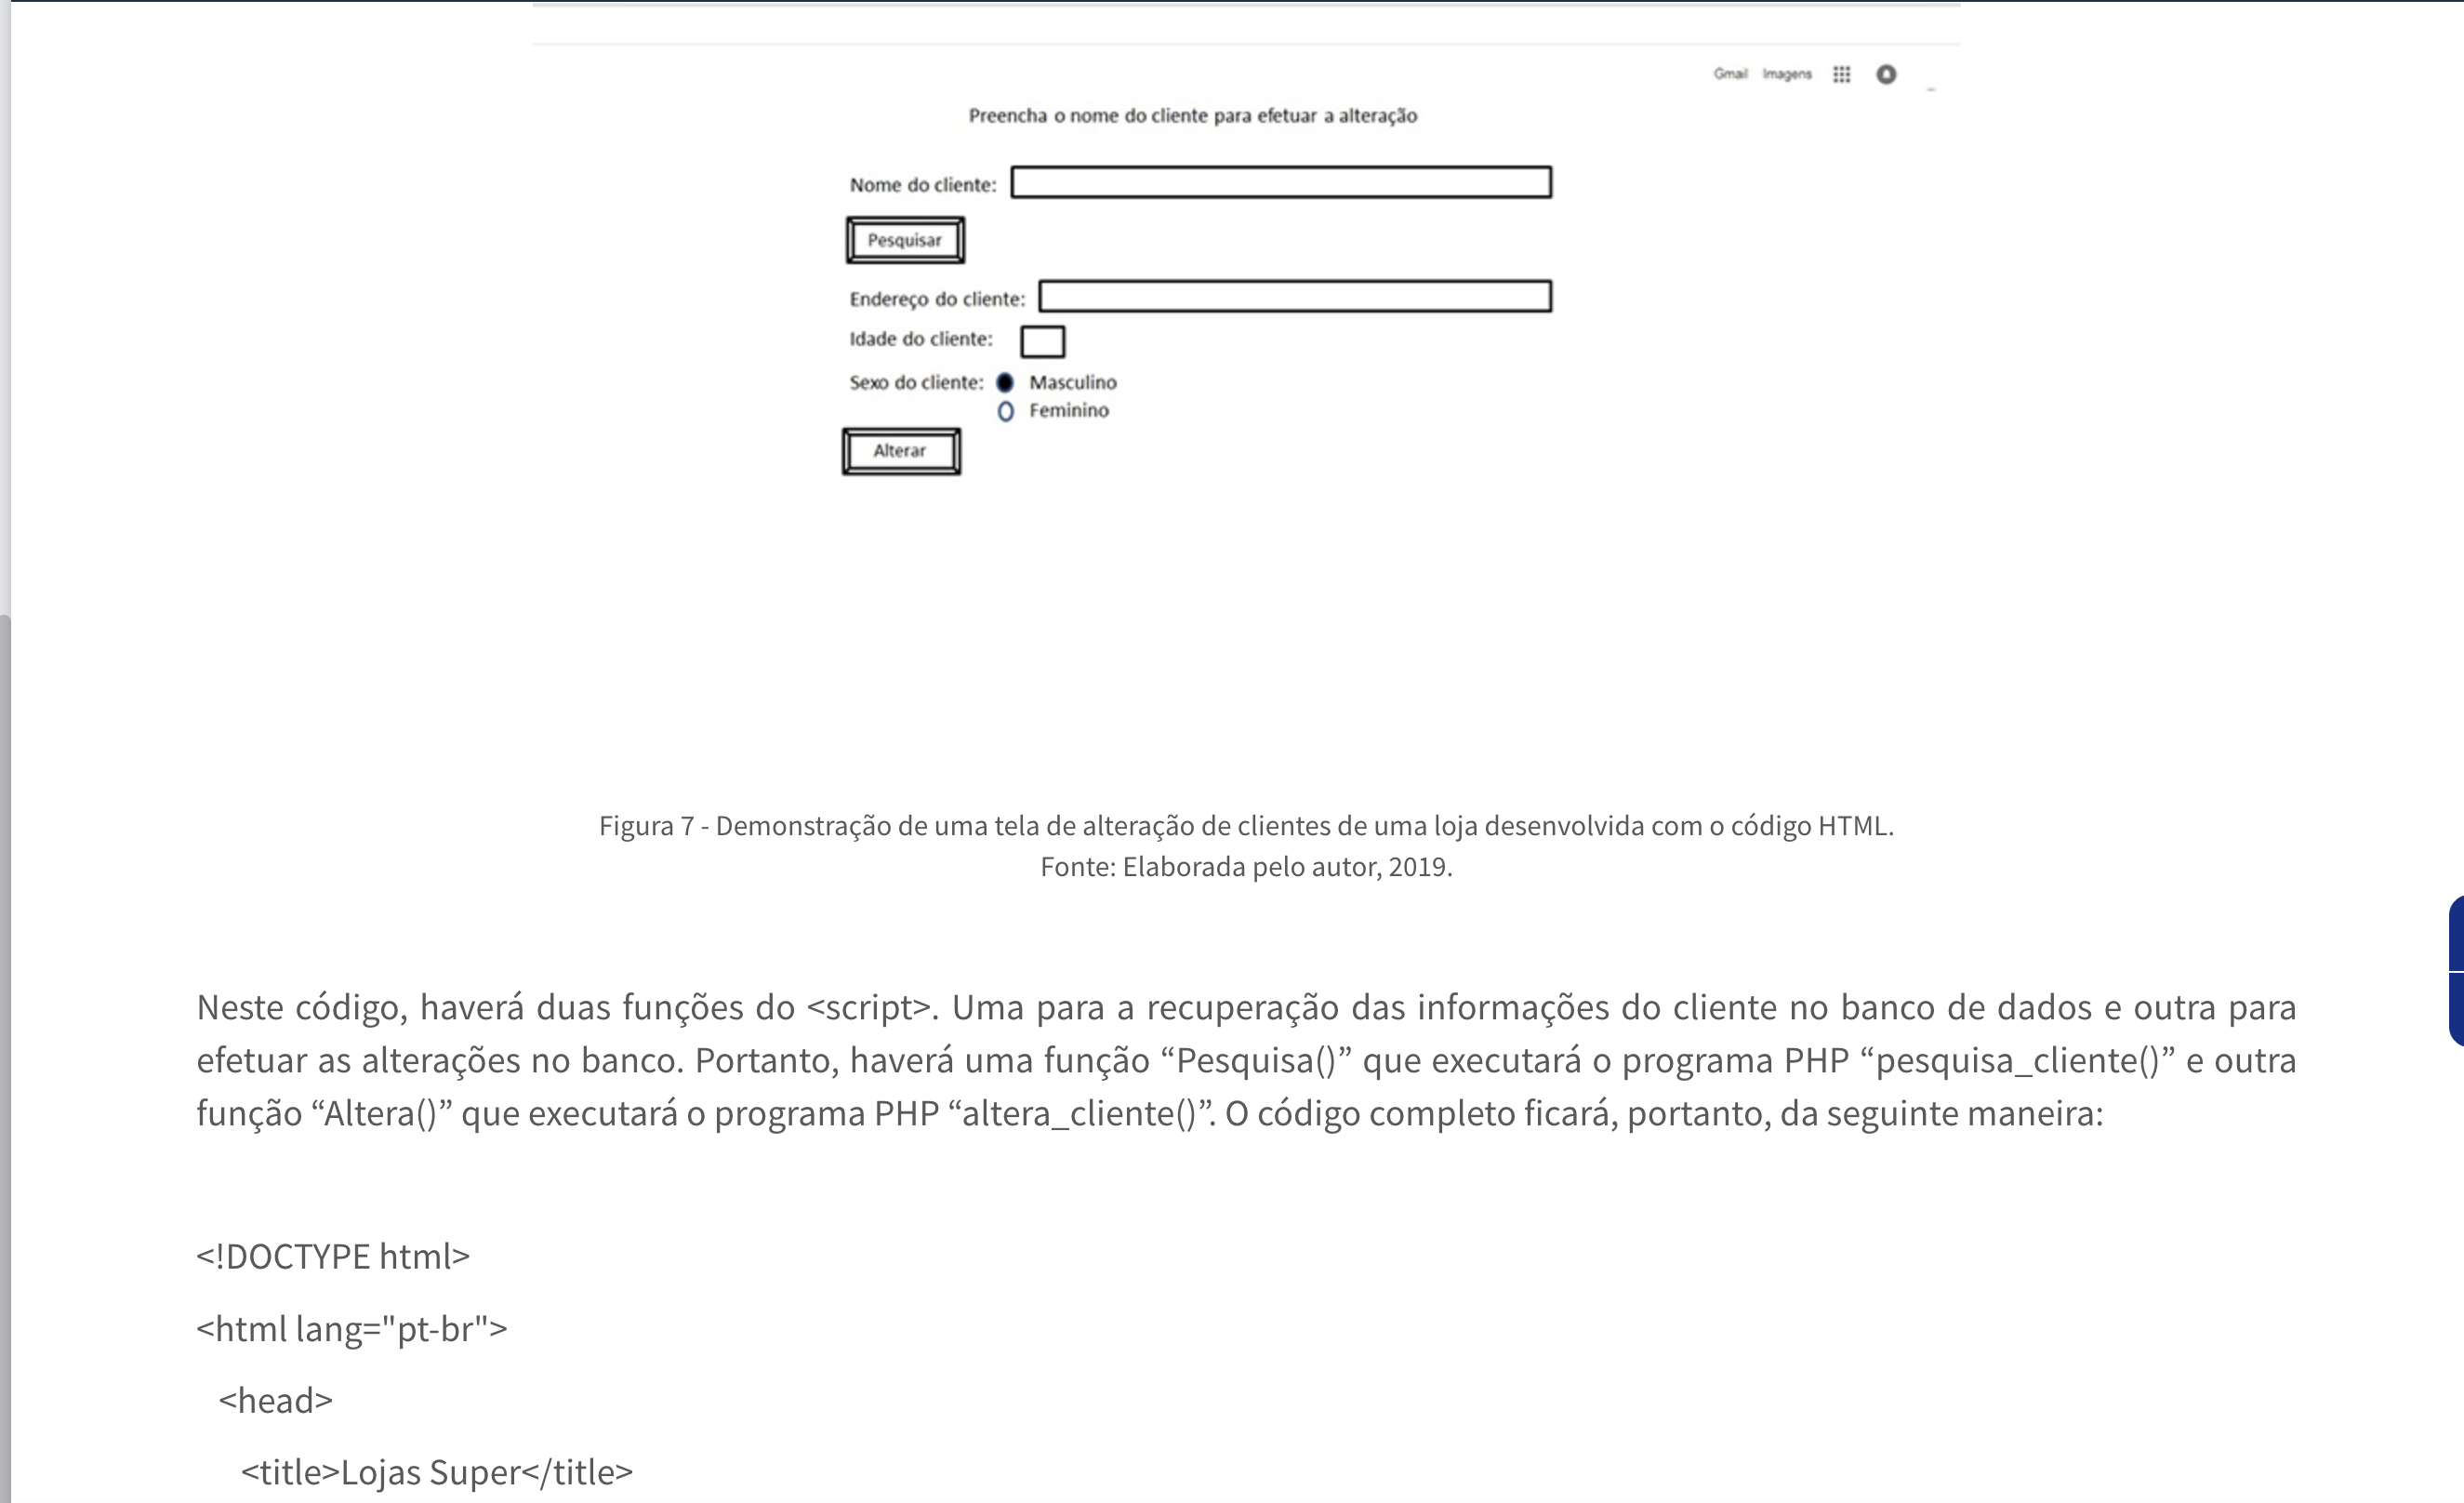 Gmail Imagens
Preencha o nome do cliente para efetuar a alteração
Nome do cliente:
Pesquisar
Endereço do cliente:
Idade do cliente:
Sexo do cliente: Masculino
Feminino
Alterar
Figura 7 - Demonstração de uma tela de alteração de clientes de uma loja desenvolvida com o código HTML.
Fonte: Elaborada pelo autor, 2019.
Neste código, haverá duas funções do <script>. Uma para a recuperação das informações do cliente no banco de dados e outra para
efetuar as alterações no banco. Portanto, haverá uma função “Pesquisa()” que executará o programa PHP “pesquisa_cliente()” e outra
função “Altera()” que executará o programa PHP “altera_cliente()”. O código completo ficará, portanto, da seguinte maneira:
<!DOCTYPE html>
<html lang="pt-br">
<head>
<title>Lojas Super</title>